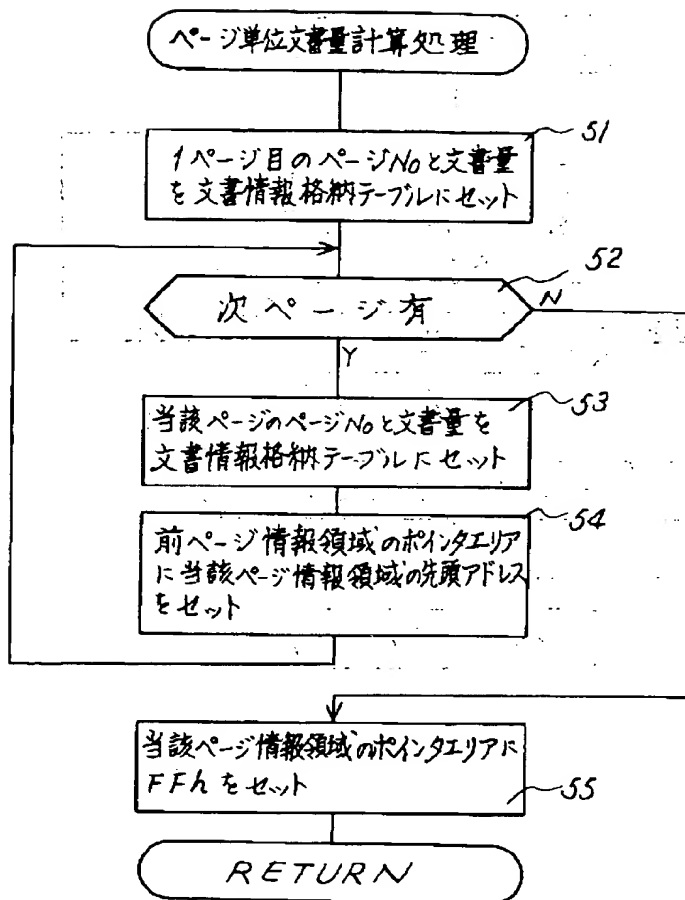 ページ単位文書量計算処理
51
1ページ目のページNoと文書量
を文書情報格納テーブルにセット
52
次ページ有
N
Y
53
当該ページのページNoと文書量を
文書情報格納テーブルにセット
54
前ページ情報領域のポインタエリア
に当該ページ情報領域の先頭アドレス
をセット
当該ページ情報領域のポインタエリアに
FFhをセット
55
RETURN